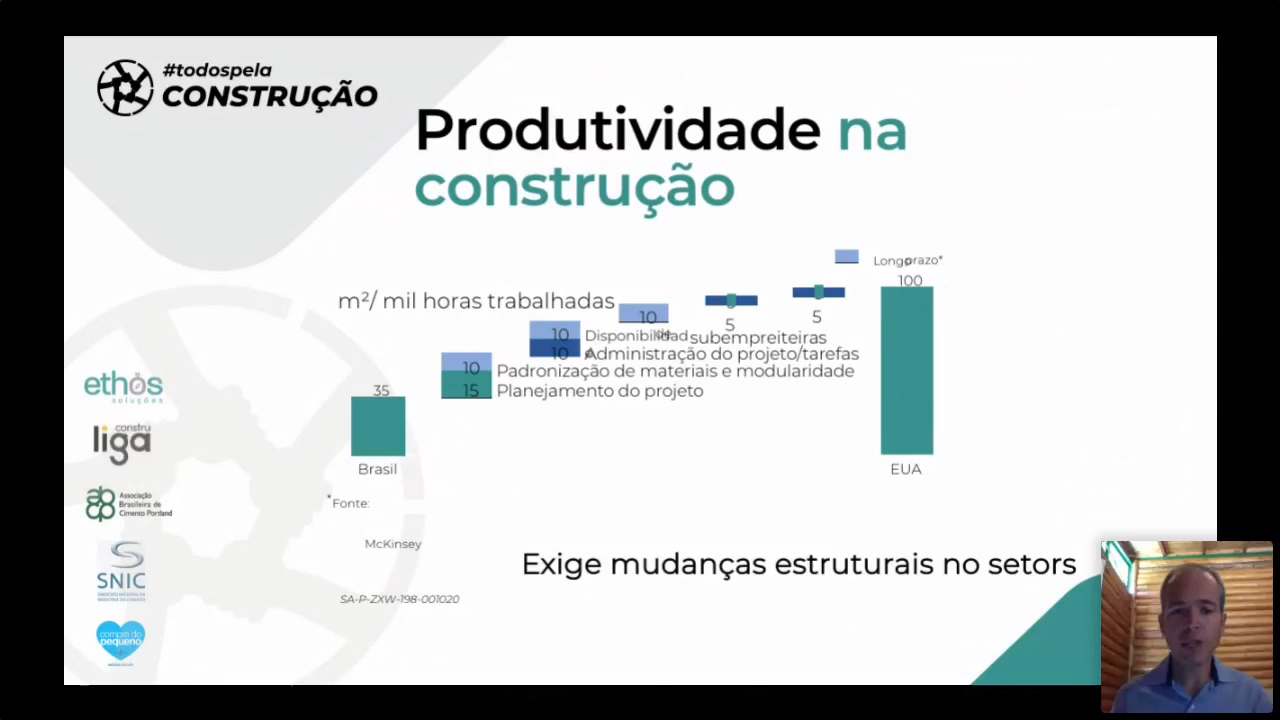 #todospela
CONSTRUÇÃO
Produtividade na
construção
Longo prazo*
100
m²/ mil horas trabalhadas
10
5
5
10
Disponibilidad
subempreiteiras
10
Administração do projeto/tarefas
10
Padronização de materiais e modularidade
35
15
Planejamento do projeto
Brasil
EUA
*Fonte:
McKinsey
Exige mudanças estruturais no setors
SA-P-ZXW-198-001020
ethos
soluções
constru
liga
Associação
Brasileira de
Cimento Portland
SNIC
compre do
pequeno